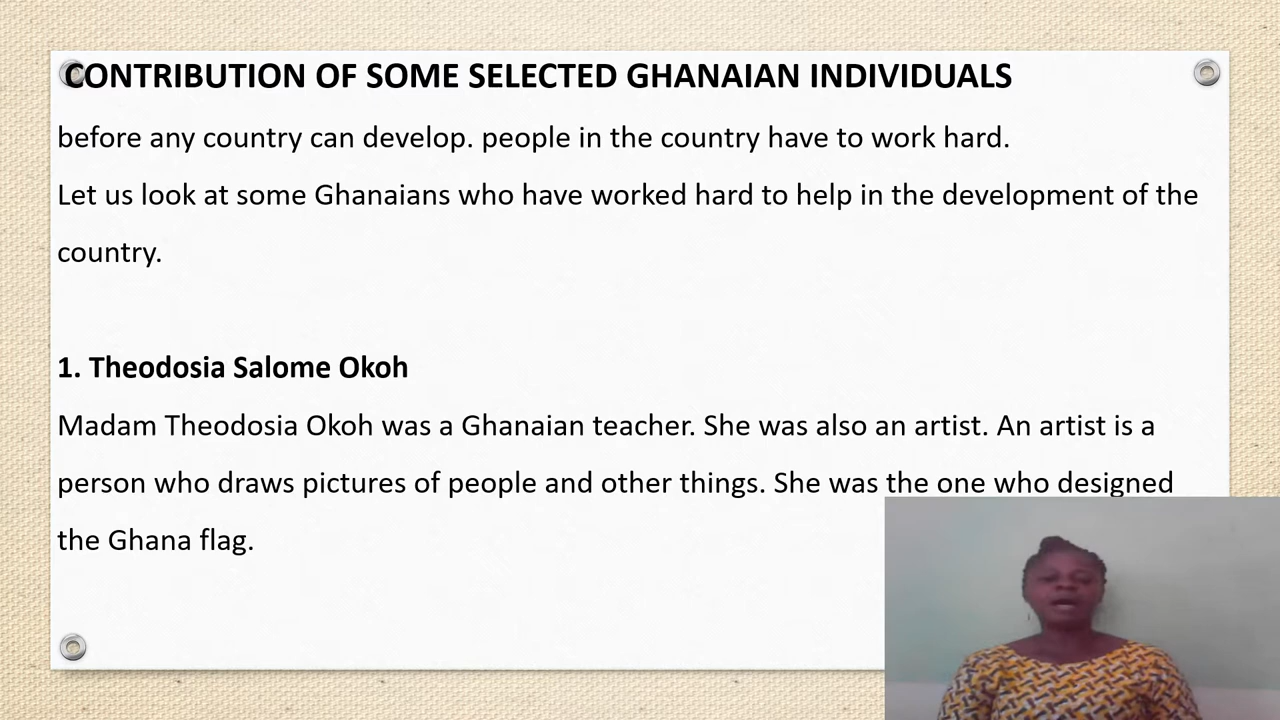 CONTRIBUTION OF SOME SELECTED GHANAIAN INDIVIDUALS
before any country can develop. people in the country have to work hard.
Let us look at some Ghanaians who have worked hard to help in the development of the
country.
1. Theodosia Salome Okoh
Madam Theodosia Okoh was a Ghanaian teacher. She was also an artist. An artist is a
person who draws pictures of people and other things. She was the one who designed
the Ghana flag.